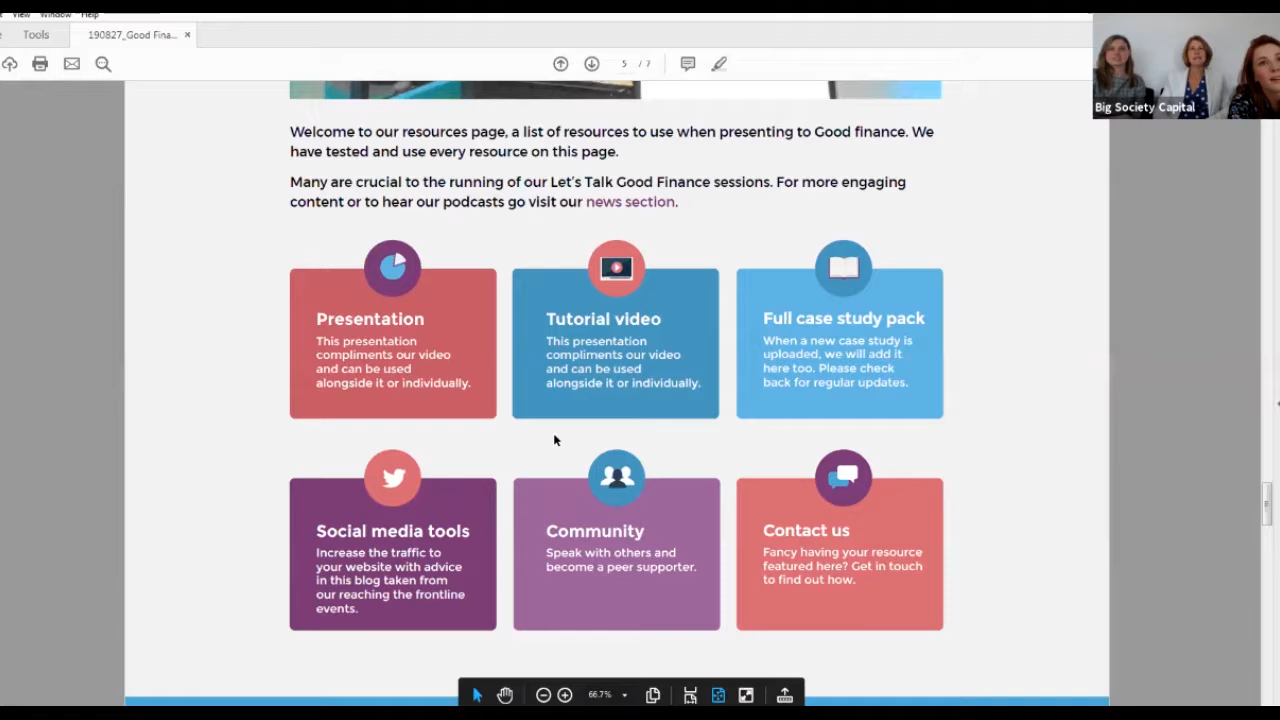 View Window Help
Tools
190827_Good Fina...
5 / 7
Big Society Capital
Welcome to our resources page, a list of resources to use when presenting to Good finance. We
have tested and use every resource on this page.
Many are crucial to the running of our Let's Talk Good Finance sessions. For more engaging
content or to hear our podcasts go visit our news section.
Presentation
This presentation
compliments our video
and can be used
alongside it or individually.
Tutorial video
This presentation
compliments our video
and can be used
alongside it or individually.
Full case study pack
When a new case study is
uploaded, we will add it
here too. Please check
back for regular updates.
Social media tools
Increase the traffic to
your website with advice
in this blog taken from
our reaching the frontline
events.
Community
Speak with others and
become a peer supporter.
Contact us
Fancy having your resource
featured here? Get in touch
to find out how.
66.7%